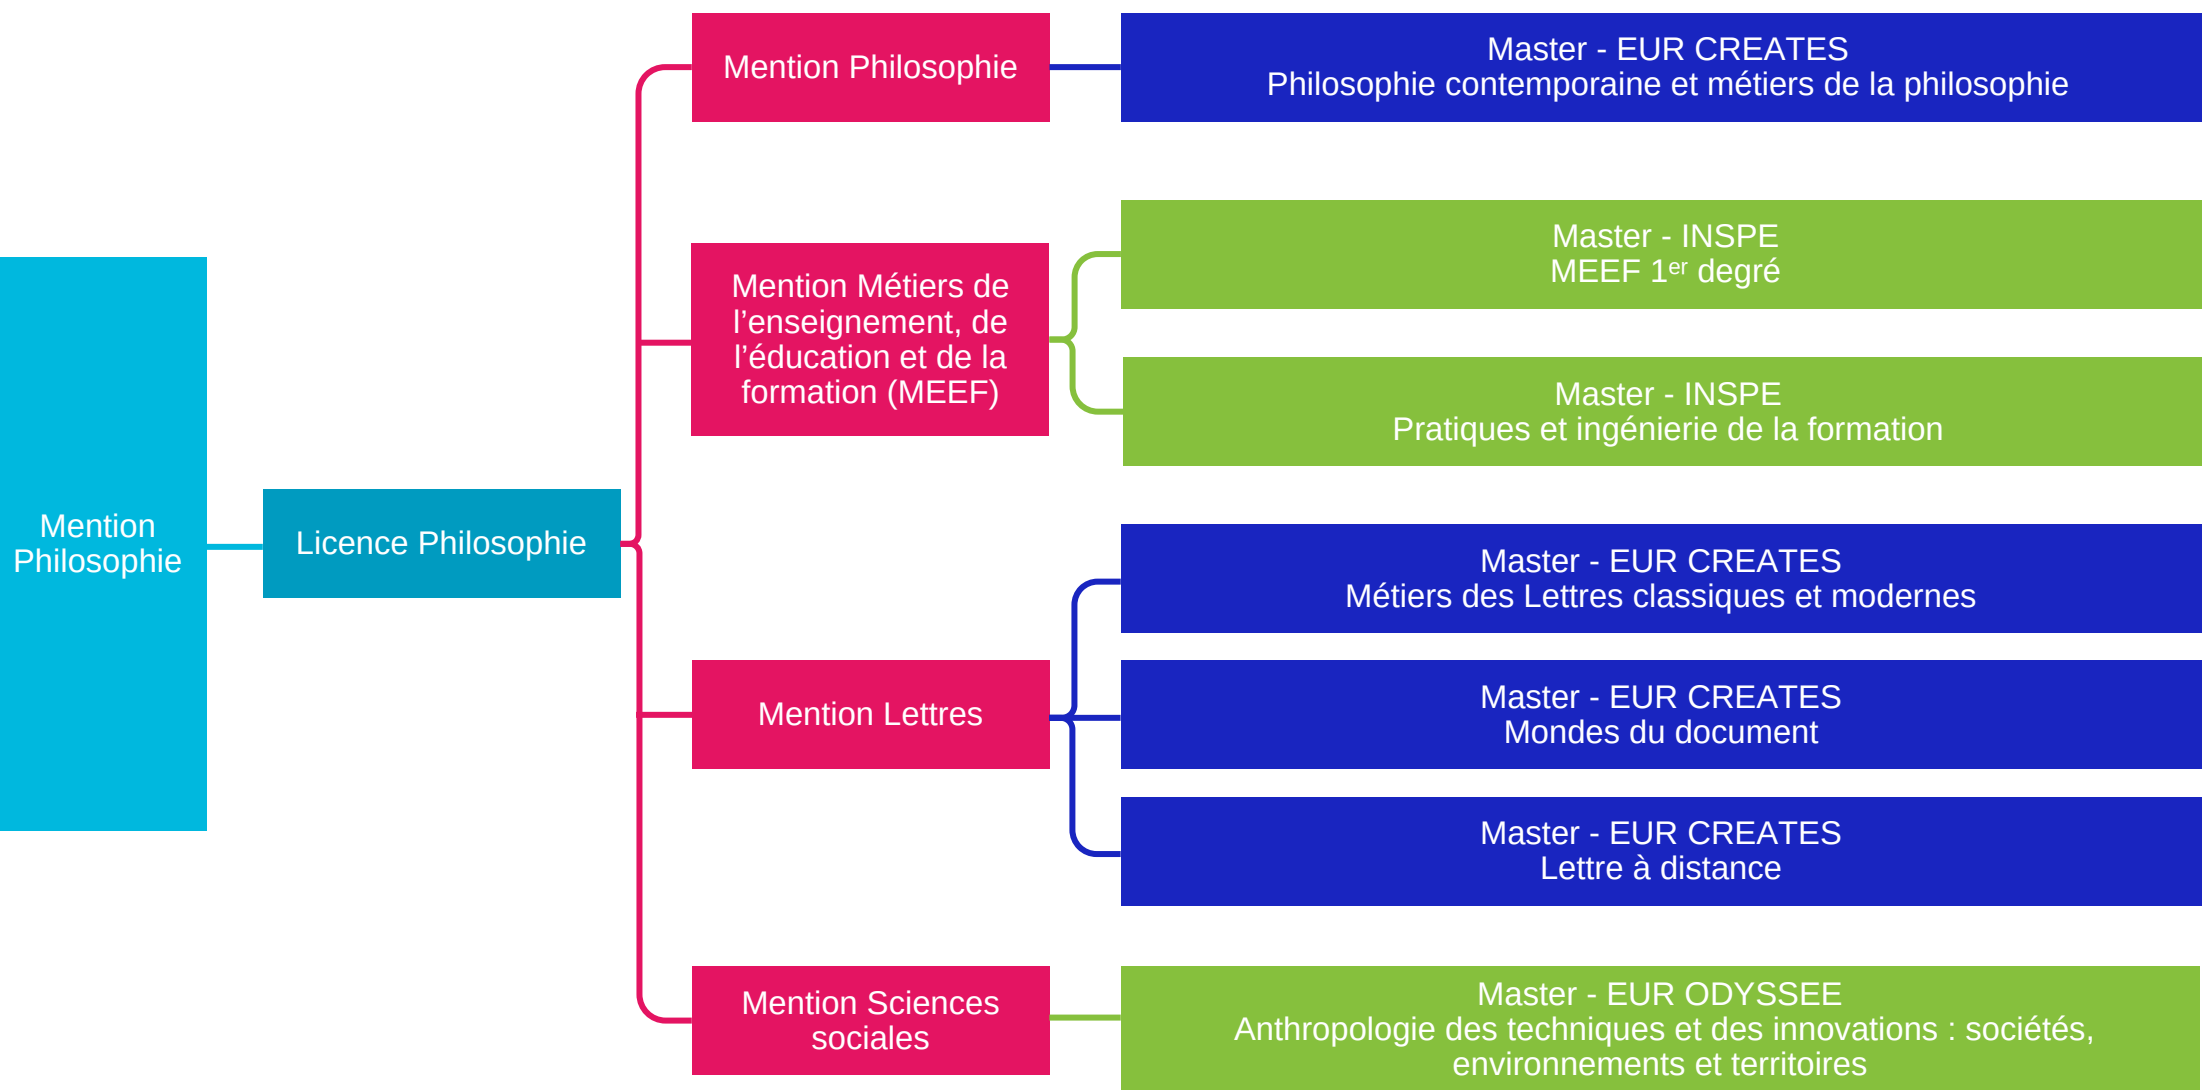 Mention
Philosophie
Licence Philosophie
Mention Philosophie
Master - EUR CREATES
Philosophie contemporaine et métiers de la philosophie
Mention Métiers de
l’enseignement, de
l’éducation et de la
formation (MEEF)
Master - INSPE
MEEF 1er degré
Master - INSPE
Pratiques et ingénierie de la formation
Mention Lettres
Master - EUR CREATES
Métiers des Lettres classiques et modernes
Master - EUR CREATES
Mondes du document
Master - EUR CREATES
Lettre à distance
Mention Sciences
sociales
Master - EUR ODYSSEE
Anthropologie des techniques et des innovations : sociétés,
environnements et territoires